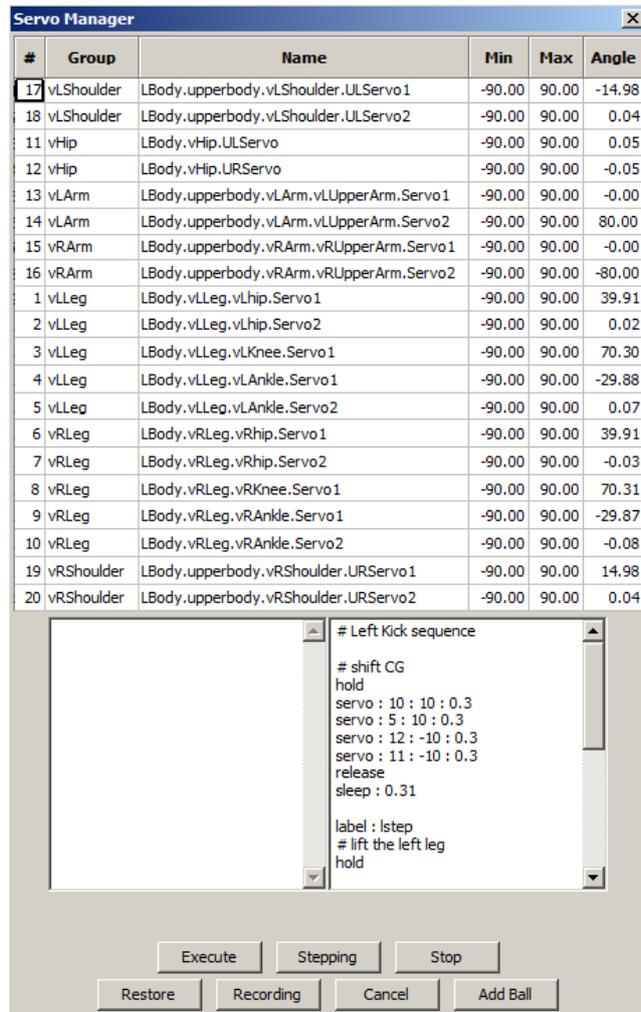 Servo Manager
# Group Name Min Max Angle
17 vLShoulder LBody.upperbody.vLShoulder.ULServo1 -90.00 90.00 -14.98
18 vLShoulder LBody.upperbody.vLShoulder.ULServo2 -90.00 90.00 0.04
11 vHip LBody.vHip.ULServo -90.00 90.00 0.05
12 vHip LBody.vHip.URServo -90.00 90.00 -0.05
13 vLArm LBody.upperbody.vLArm.vLUpperArm.Servo1 -90.00 90.00 -0.00
14 vLArm LBody.upperbody.vLArm.vLUpperArm.Servo2 -90.00 90.00 80.00
15 vRArm LBody.upperbody.vRArm.vRUpperArm.Servo1 -90.00 90.00 -0.00
16 vRArm LBody.upperbody.vRArm.vRUpperArm.Servo2 -90.00 90.00 -80.00
1 vLLeg LBody.vLLeg.vLhip.Servo1 -90.00 90.00 39.91
2 vLLeg LBody.vLLeg.vLhip.Servo2 -90.00 90.00 0.02
3 vLLeg LBody.vLLeg.vLKnee.Servo1 -90.00 90.00 70.30
4 vLLeg LBody.vLLeg.vLAnkle.Servo1 -90.00 90.00 -29.88
5 vLLeg LBody.vLLeg.vLAnkle.Servo2 -90.00 90.00 0.07
6 vRLeg LBody.vRLeg.vRhip.Servo1 -90.00 90.00 39.91
7 vRLeg LBody.vRLeg.vRhip.Servo2 -90.00 90.00 -0.03
8 vRLeg LBody.vRLeg.vRKnee.Servo1 -90.00 90.00 70.31
9 vRLeg LBody.vRLeg.vRAnkle.Servo1 -90.00 90.00 -29.87
10 vRLeg LBody.vRLeg.vRAnkle.Servo2 -90.00 90.00 -0.08
19 vRShoulder LBody.upperbody.vRShoulder.URServo1 -90.00 90.00 14.98
20 vRShoulder LBody.upperbody.vRShoulder.URServo2 -90.00 90.00 0.04
# Left Kick sequence
# shift CG
hold
servo : 10 : 10 : 0.3
servo : 5 : 10 : 0.3
servo : 12 : -10 : 0.3
servo : 11 : -10 : 0.3
release
sleep : 0.31
label : lstep
# lift the left leg
hold
Execute Stepping Stop
Restore Recording Cancel Add Ball